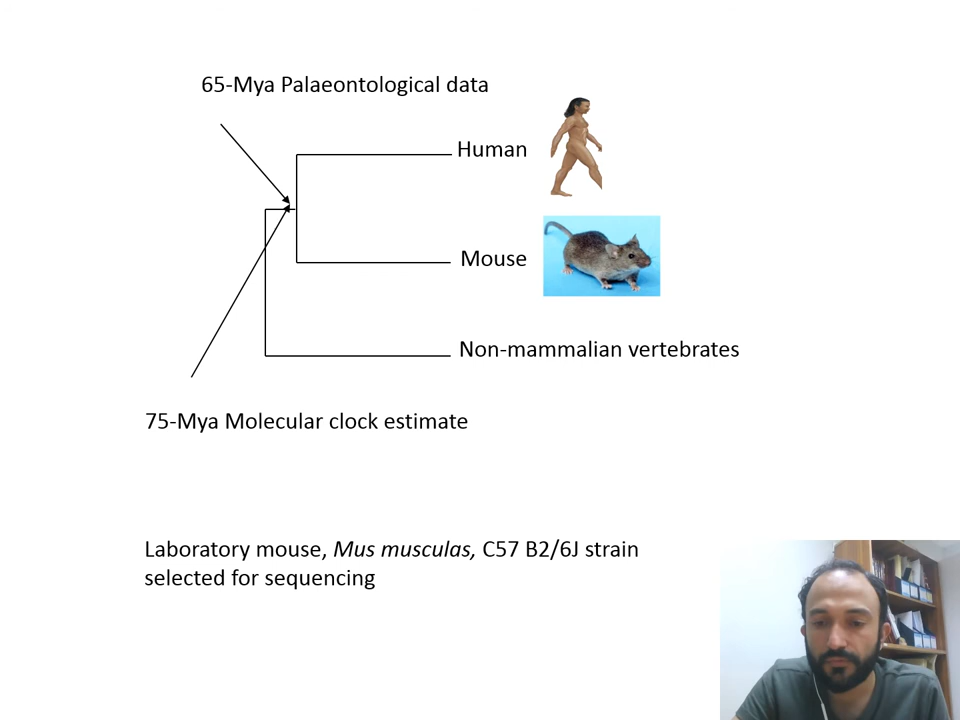 65-Mya Palaeontological data
Human
Mouse
Non-mammalian vertebrates
75-Mya Molecular clock estimate
Laboratory mouse, Mus musculas, C57 B2/6J strain
selected for sequencing